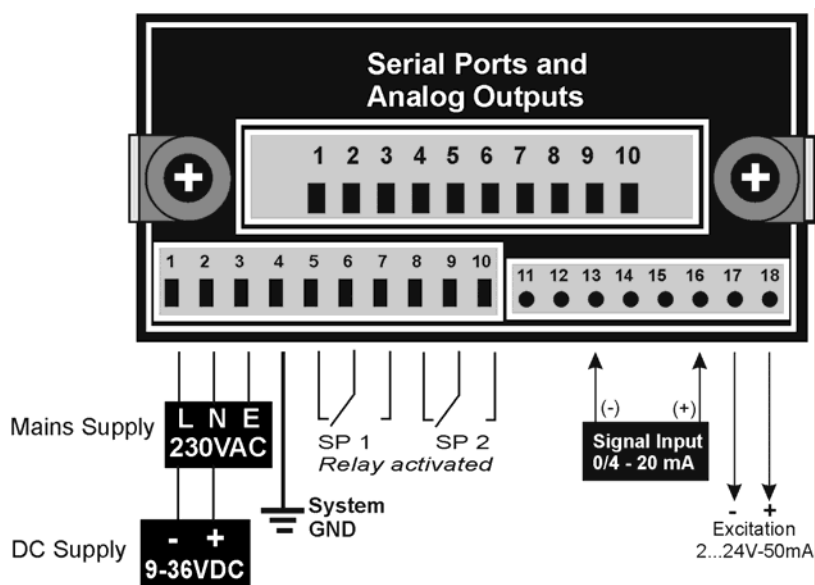 Serial Ports and
Analog Outputs
1 2 3 4 5 6 7 8 9 10
1 2 3 4 5 6 7 8 9 10
11 12 13 14 15 16 17 18
L N E
230VAC
Mains Supply
- +
9-36VDC
DC Supply
System
GND
SP 1 SP 2
Relay activated
(-) (+)
Signal Input
0/4 - 20 mA
- +
Excitation
2...24V-50mA